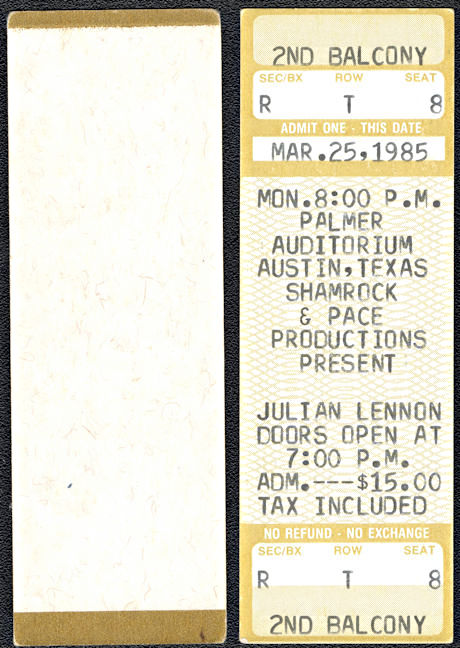 2ND BALCONY
SEC/BX ROW SEAT
R T 8
ADMIT ONE - THIS DATE
MAR.25,1985
MON.8:00 P.M.
PALMER
AUDITORIUM
AUSTIN,TEXAS
SHAMROCK
& PACE
PRODUCTIONS
PRESENT
JULIAN LENNON
DOORS OPEN AT
7:00 P.M.
ADM.---$15.00
TAX INCLUDED
NO REFUND - NO EXCHANGE
SEC/BX ROW SEAT
R T 8
2ND BALCONY